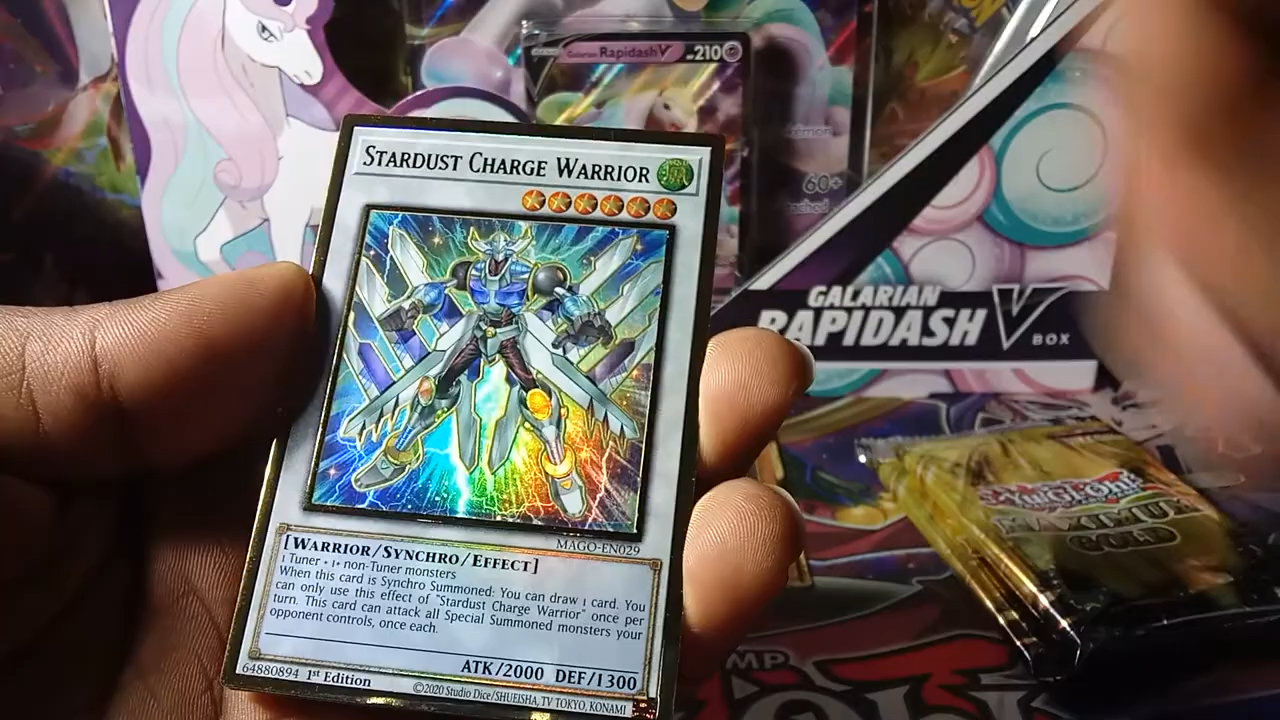 STARDUST CHARGE WARRIOR
WIND
MAGO-EN029
[WARRIOR/SYNCHRO/EFFECT]
1 Tuner + 1+ non-Tuner monsters
When this card is Synchro Summoned: You can draw 1 card. You
can only use this effect of "Stardust Charge Warrior" once per
turn. This card can attack all Special Summoned monsters your
opponent controls, once each.
ATK/2000 DEF/1300
64880894 1st Edition
©2020 Studio Dice/SHUEISHA, TV TOKYO, KONAMI
Galarian Rapidash V
210
60+
GALARIAN
RAPIDASH V
BOX
YU-GI-OH!
MAXIMUM
GOLD